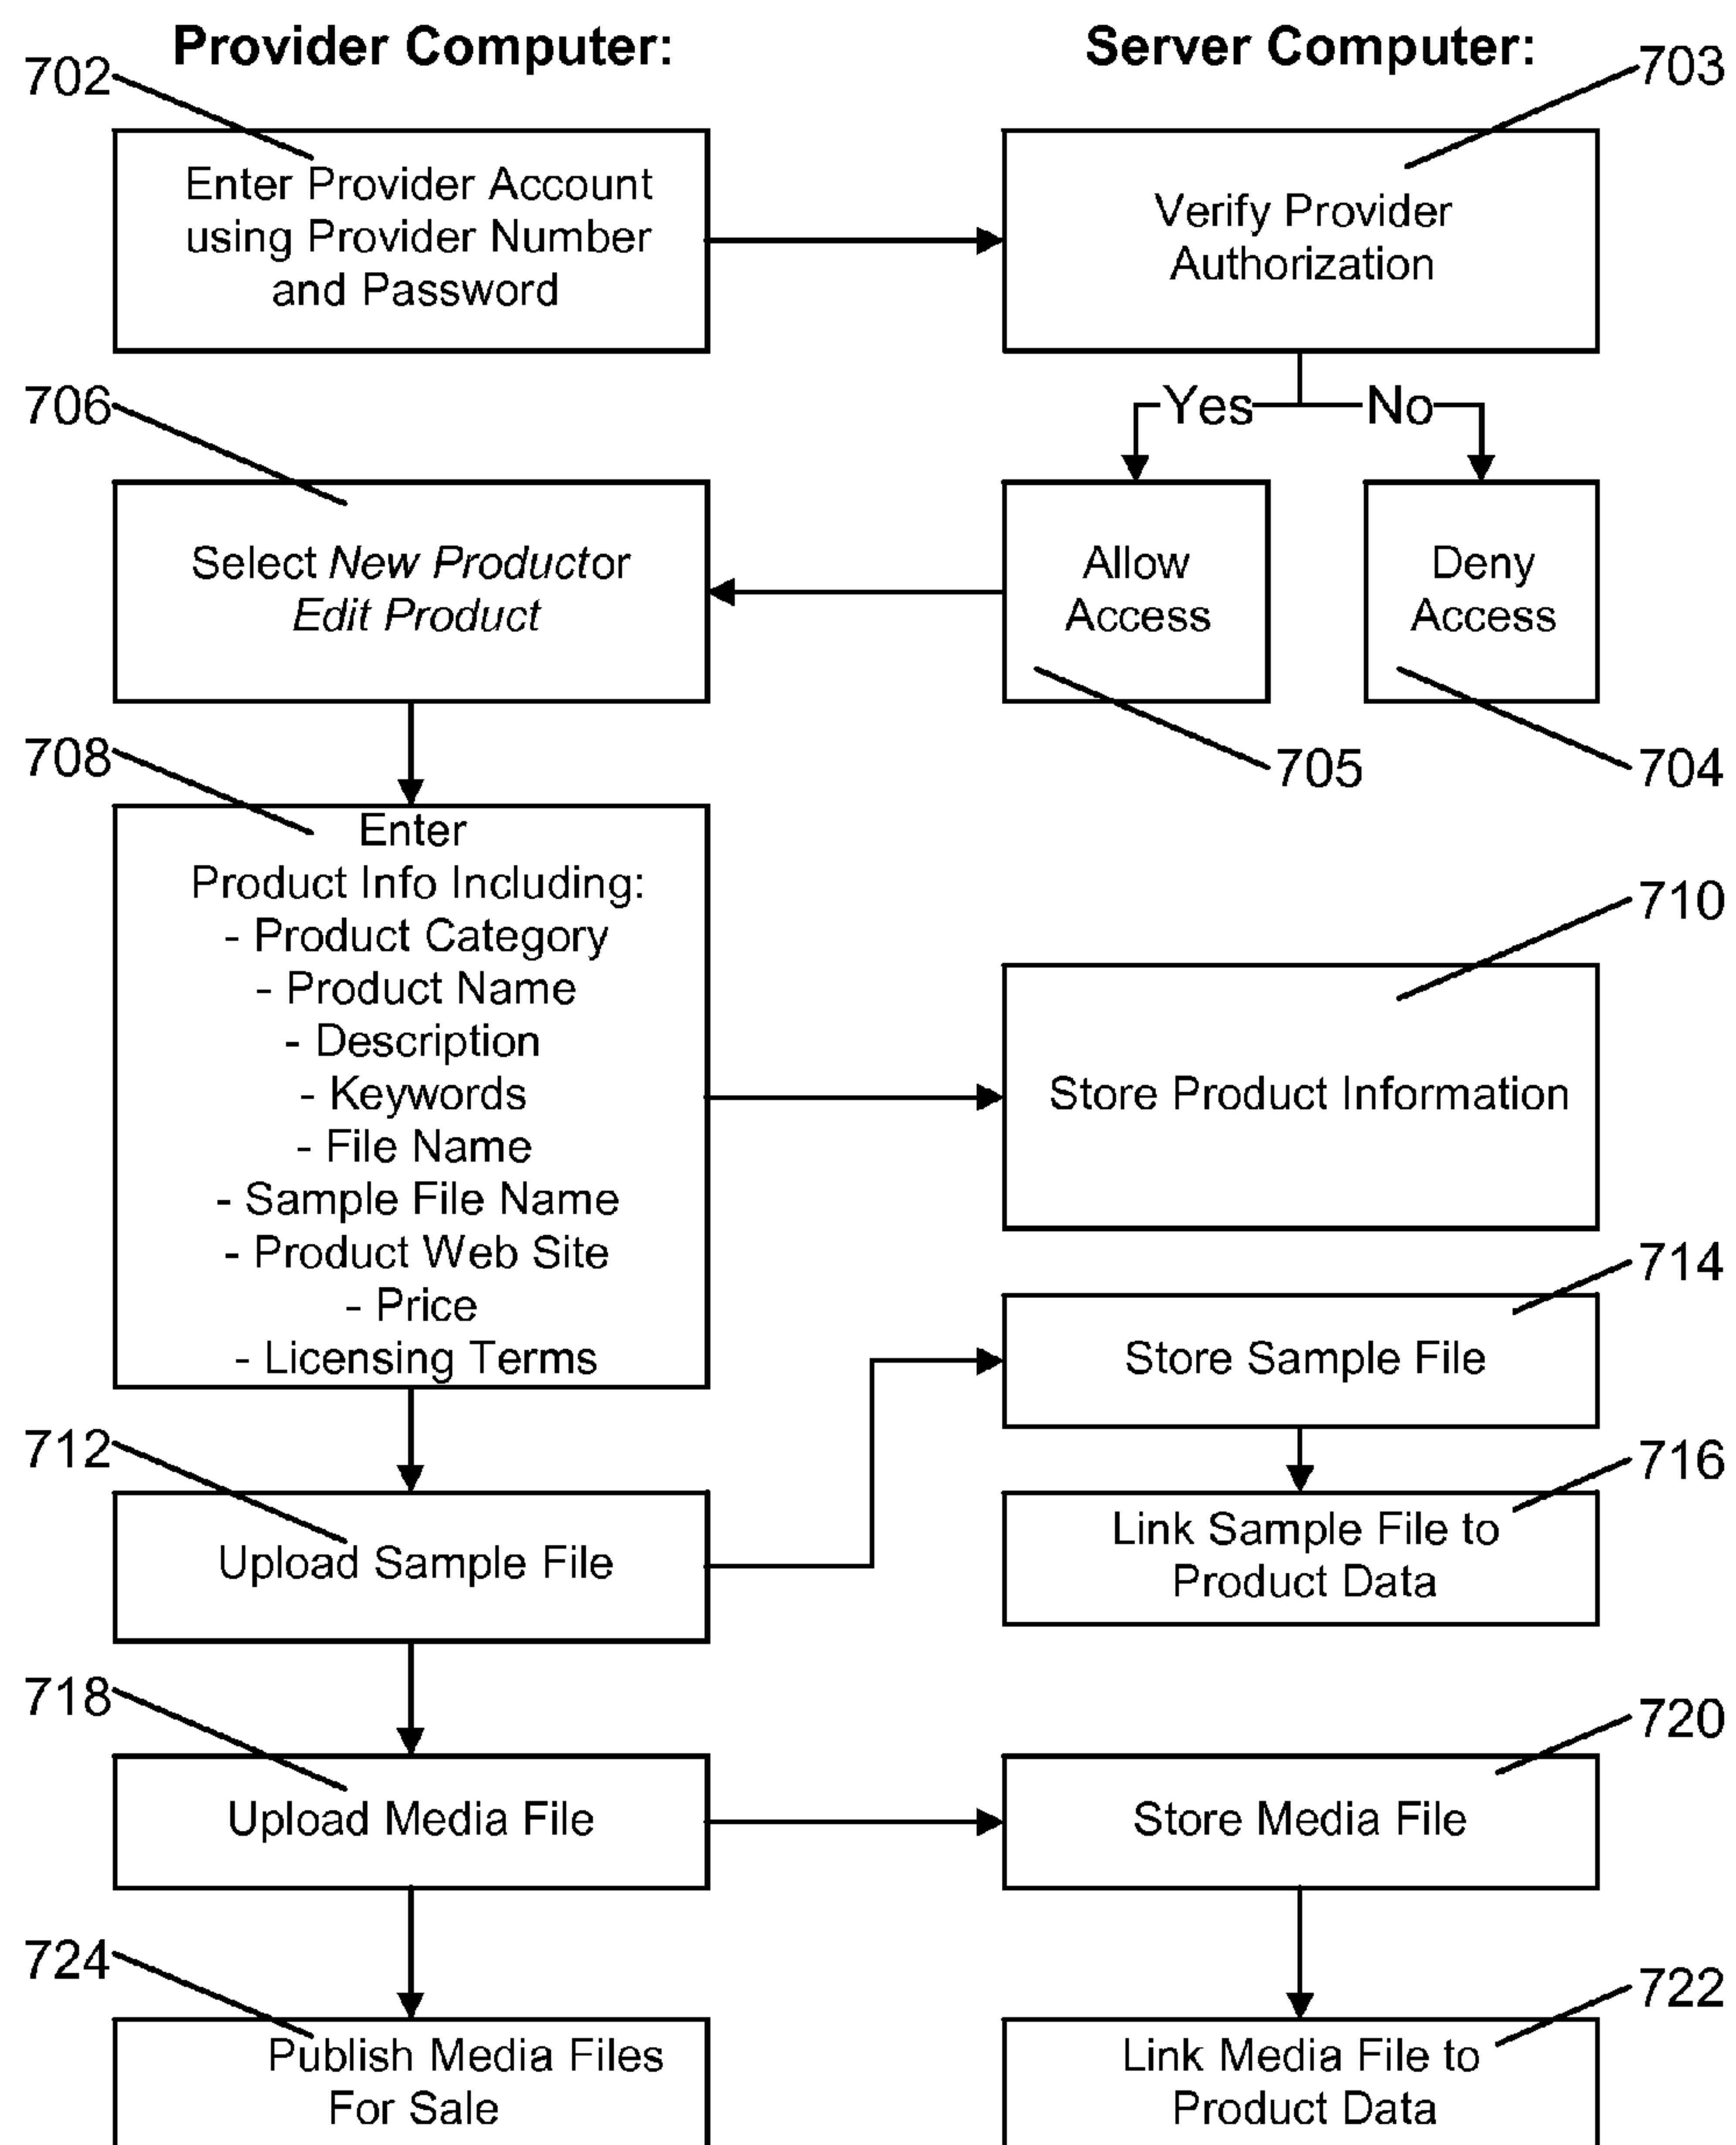 Provider Computer:
Server Computer:
702
703
Enter Provider Account
using Provider Number
and Password
Verify Provider
Authorization
Yes
No
706
Select New Productor
Edit Product
Allow
Access
Deny
Access
705
704
708
Enter
Product Info Including:
- Product Category
- Product Name
- Description
- Keywords
- File Name
- Sample File Name
- Product Web Site
- Price
- Licensing Terms
710
Store Product Information
714
Store Sample File
712
Upload Sample File
716
Link Sample File to
Product Data
718
Upload Media File
720
Store Media File
724
Publish Media Files
For Sale
722
Link Media File to
Product Data